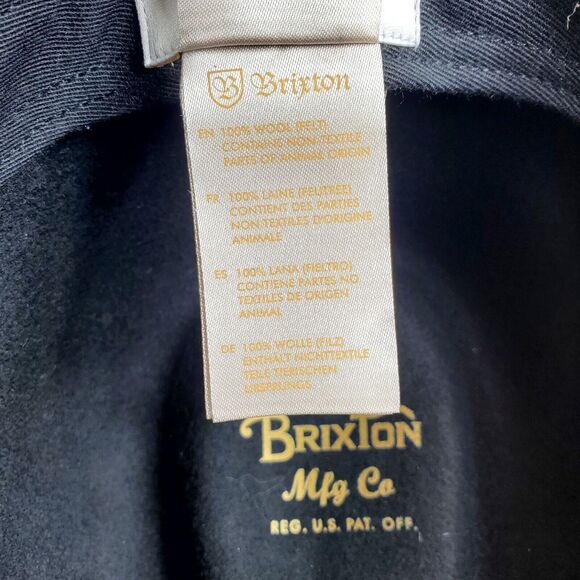 B Brixton
EN 100% WOOL (FELT)
CONTAINS NON-TEXTILE
PARTS OF ANIMAL ORIGIN
FR 100% LAINE (FEUTRÉE)
CONTIENT DES PARTIES
NON TEXTILES D'ORIGINE
ANIMALE
ES 100% LANA (FIELTRO)
CONTIENE PARTES NO
TEXTILES DE ORIGEN
ANIMAL
DE 100% WOLLE (FILZ)
ENTHÄLT NICHTTEXTILE
TEILE TIERISCHEN
URSPRUNGS.
BRIXTON
Mfg Co
REG. U.S. PAT. OFF.